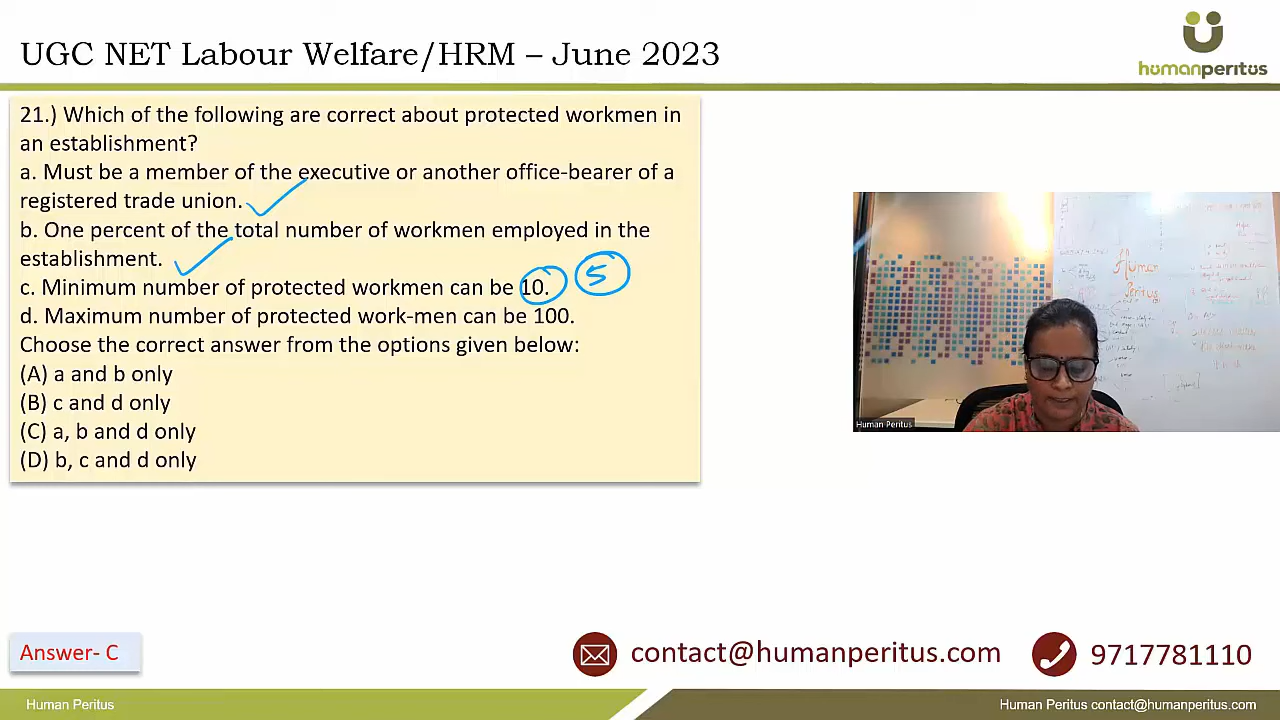 UGC NET Labour Welfare/HRM – June 2023
humanperitus
21.) Which of the following are correct about protected workmen in
an establishment?
a. Must be a member of the executive or another office-bearer of a
registered trade union.
b. One percent of the total number of workmen employed in the
establishment.
c. Minimum number of protected workmen can be 10.
5
d. Maximum number of protected work-men can be 100.
Choose the correct answer from the options given below:
(A) a and b only
(B) c and d only
(C) a, b and d only
(D) b, c and d only
Human
Peritus
Human Peritus
Answer- C
contact@humanperitus.com
9717781110
Human Peritus
Human Peritus contact@humanperitus.com